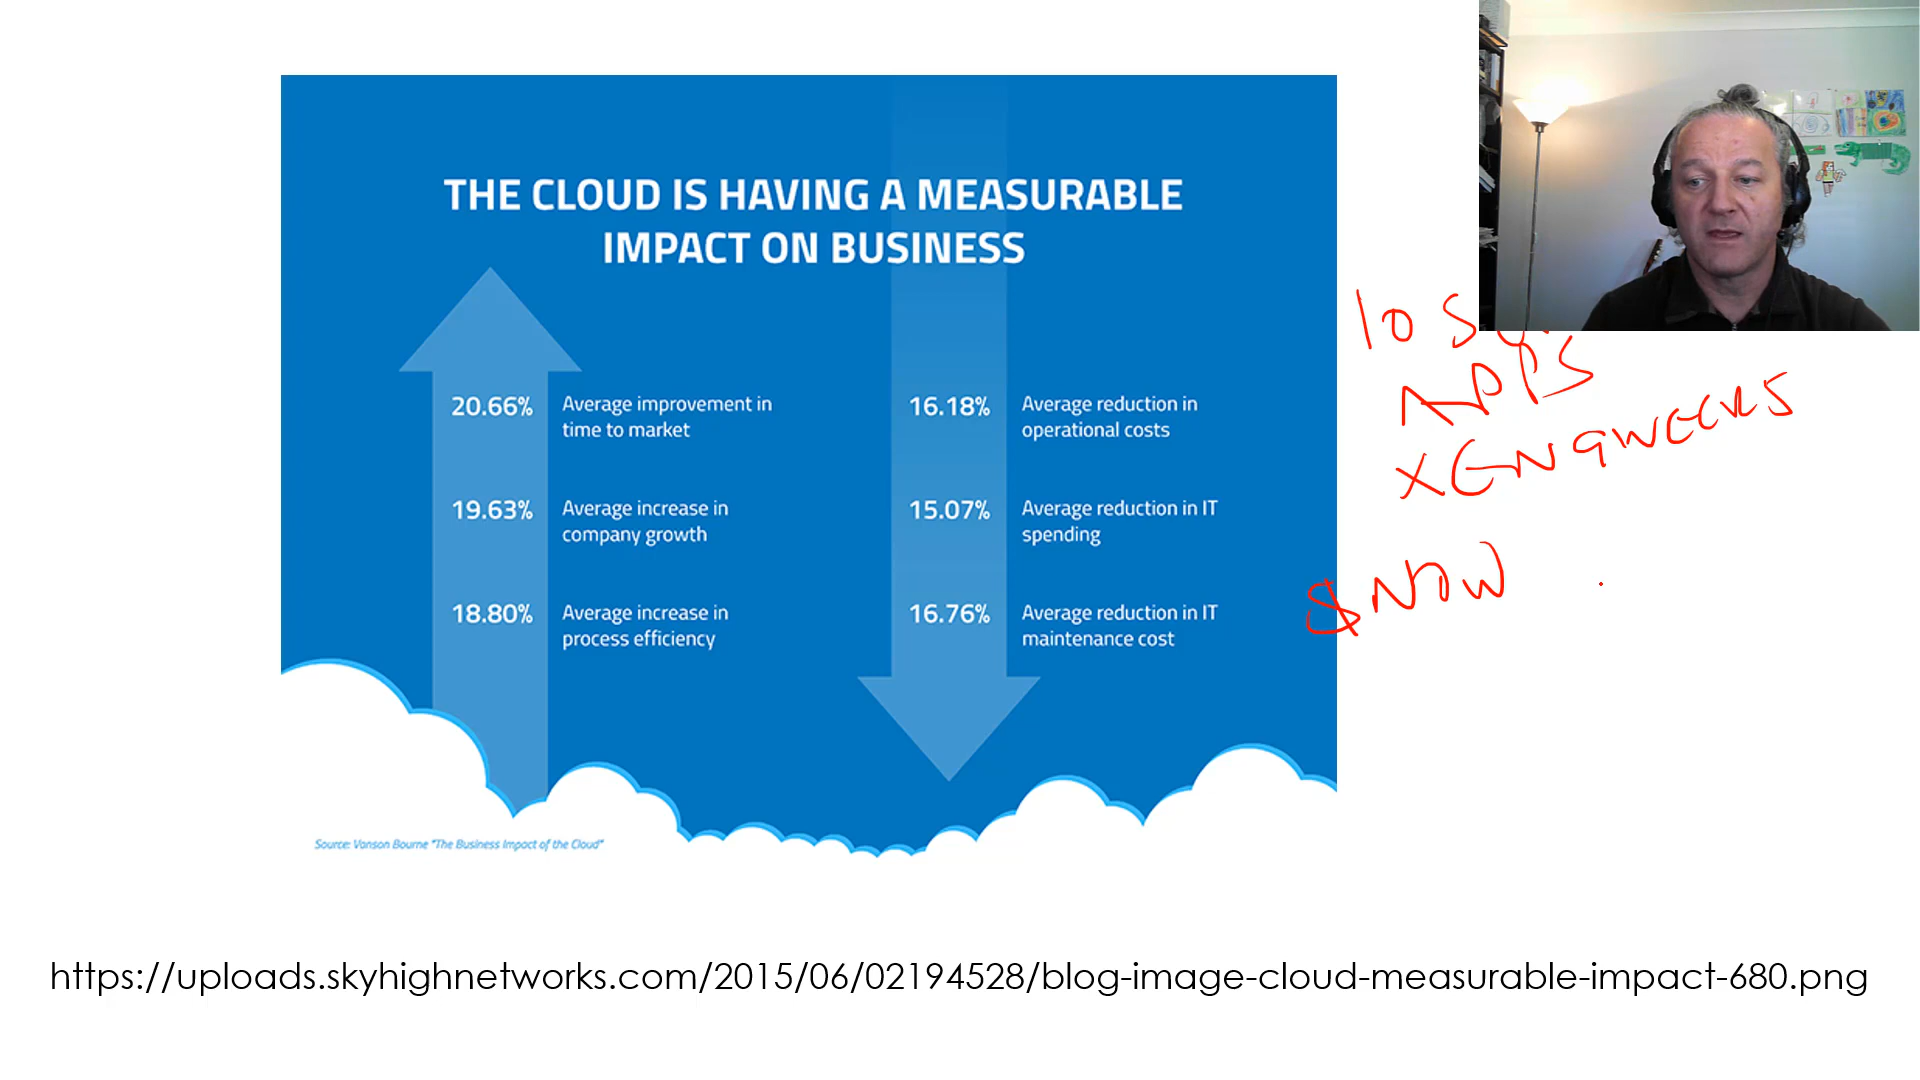 THE CLOUD IS HAVING A MEASURABLE
IMPACT ON BUSINESS
20.66% Average improvement in
time to market
19.63% Average increase in
company growth
18.80% Average increase in
process efficiency
16.18% Average reduction in
operational costs
15.07% Average reduction in IT
spending
16.76% Average reduction in IT
maintenance cost
Source: Vanson Bourne "The Business Impact of the Cloud"
10
APPS
X ENGINEERS
$ NOW
https://uploads.skyhighnetworks.com/2015/06/02194528/blog-image-cloud-measurable-impact-680.png